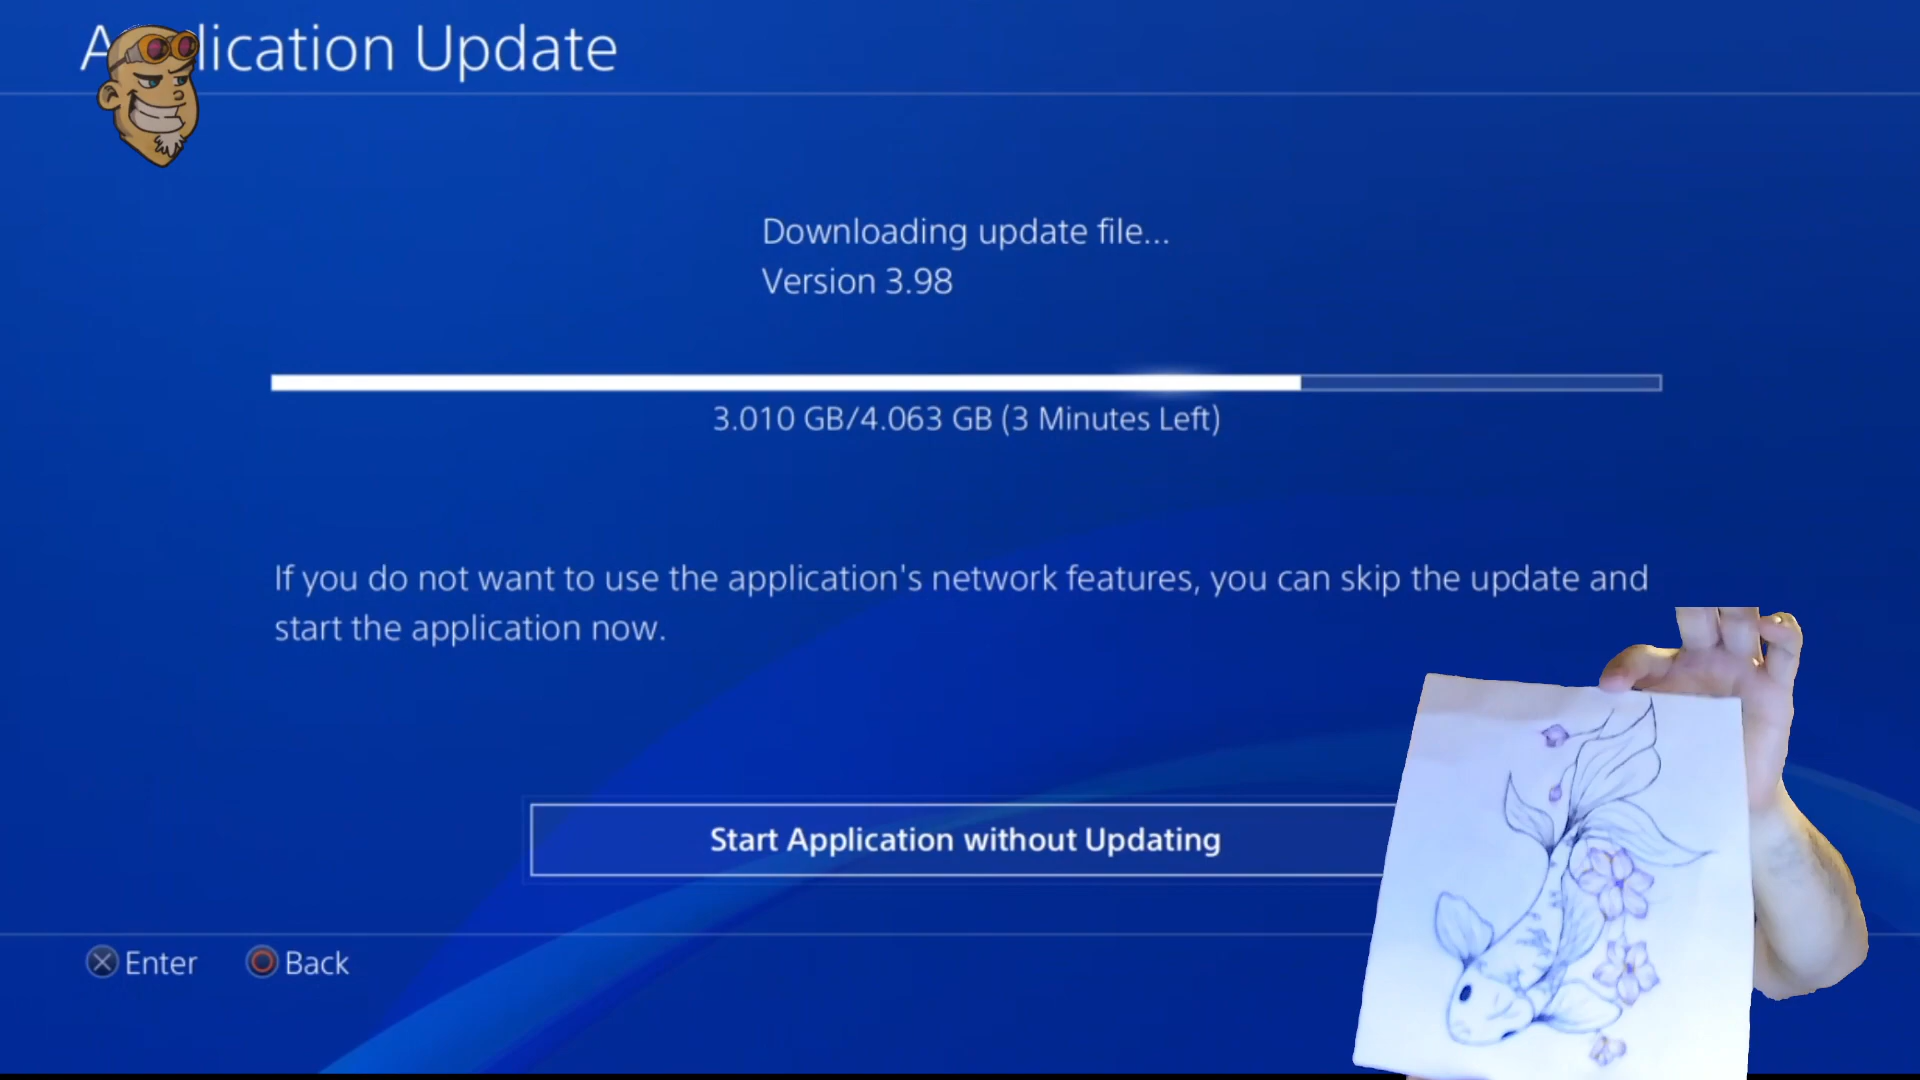 Application Update
Downloading update file...
Version 3.98
3.010 GB/4.063 GB (3 Minutes Left)
If you do not want to use the application's network features, you can skip the update and
start the application now.
Start Application without Updating
Enter Back